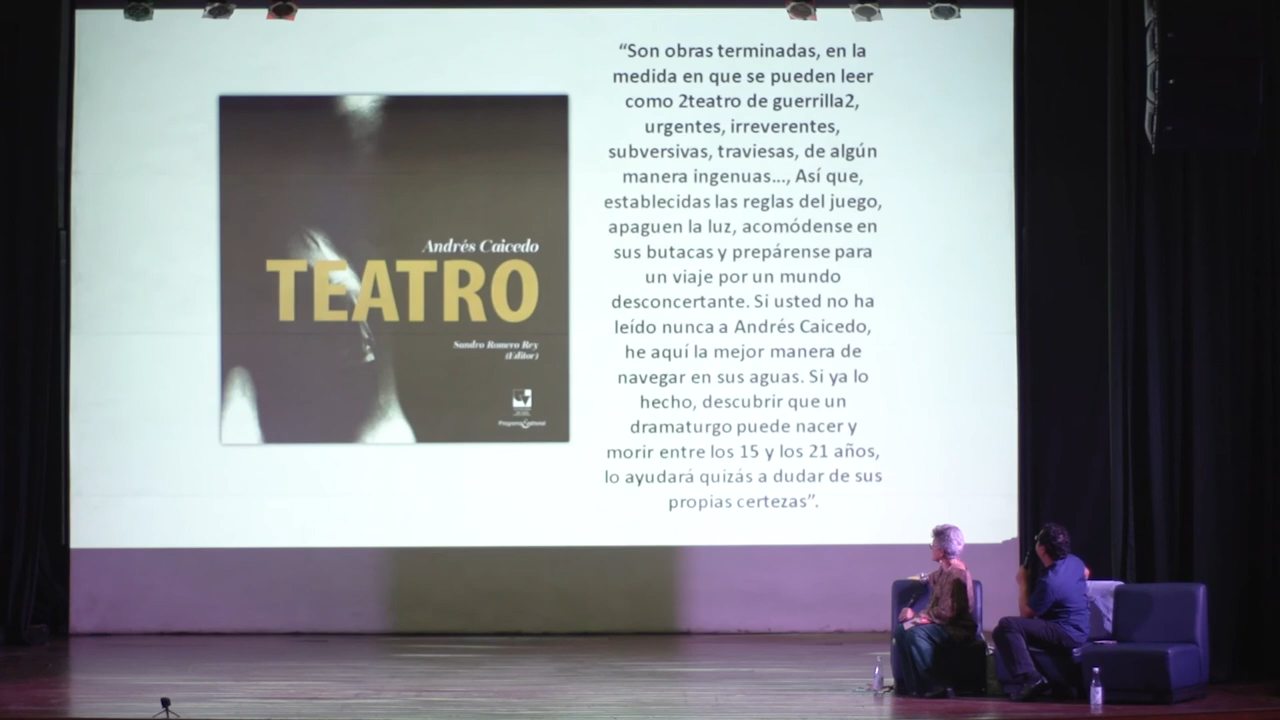 Andrés Caicedo
TEATRO
Sandro Romero Rey
(Editor)
“Son obras terminadas, en la
medida en que se pueden leer
como 2teatro de guerrilla2,
urgentes, irreverentes,
subversivas, traviesas, de algún
manera ingenuas..., Así que,
establecidas las reglas del juego,
apaguen la luz, acomódense en
sus butacas y prepárense para
un viaje por un mundo
desconcertante. Si usted no ha
leído nunca a Andrés Caicedo,
he aquí la mejor manera de
navegar en sus aguas. Si ya lo
hecho, descubrir que un
dramaturgo puede nacer y
morir entre los 15 y los 21 años,
lo ayudará quizás a dudar de sus
propias certezas”.